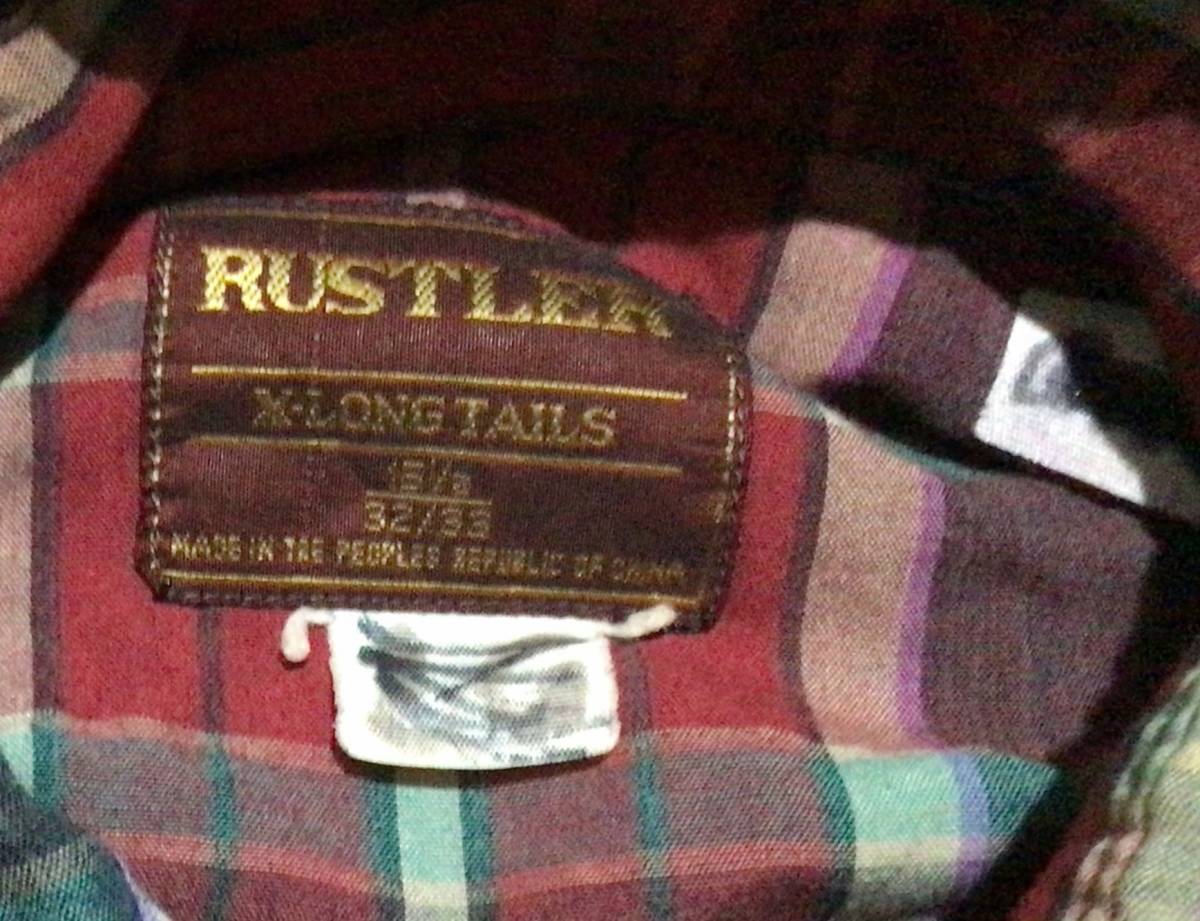 RUSTLER
X-LONG TAILS
32/33
MADE IN THE PEOPLES REPUBLIC OF CHINA